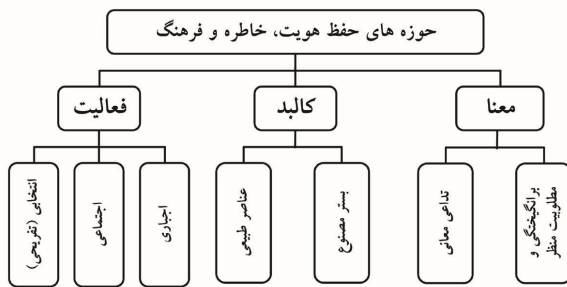 حوزه های حفظ هویت، خاطره و فرهنگ
معنا
کالبد
فعالیت
برانگیختگی و
مطلوبیت منظر
تداعی معانی
بستر مصنوع
عناصر طبیعی
اجباری
اجتماعی
انتخابی (تفریحی)